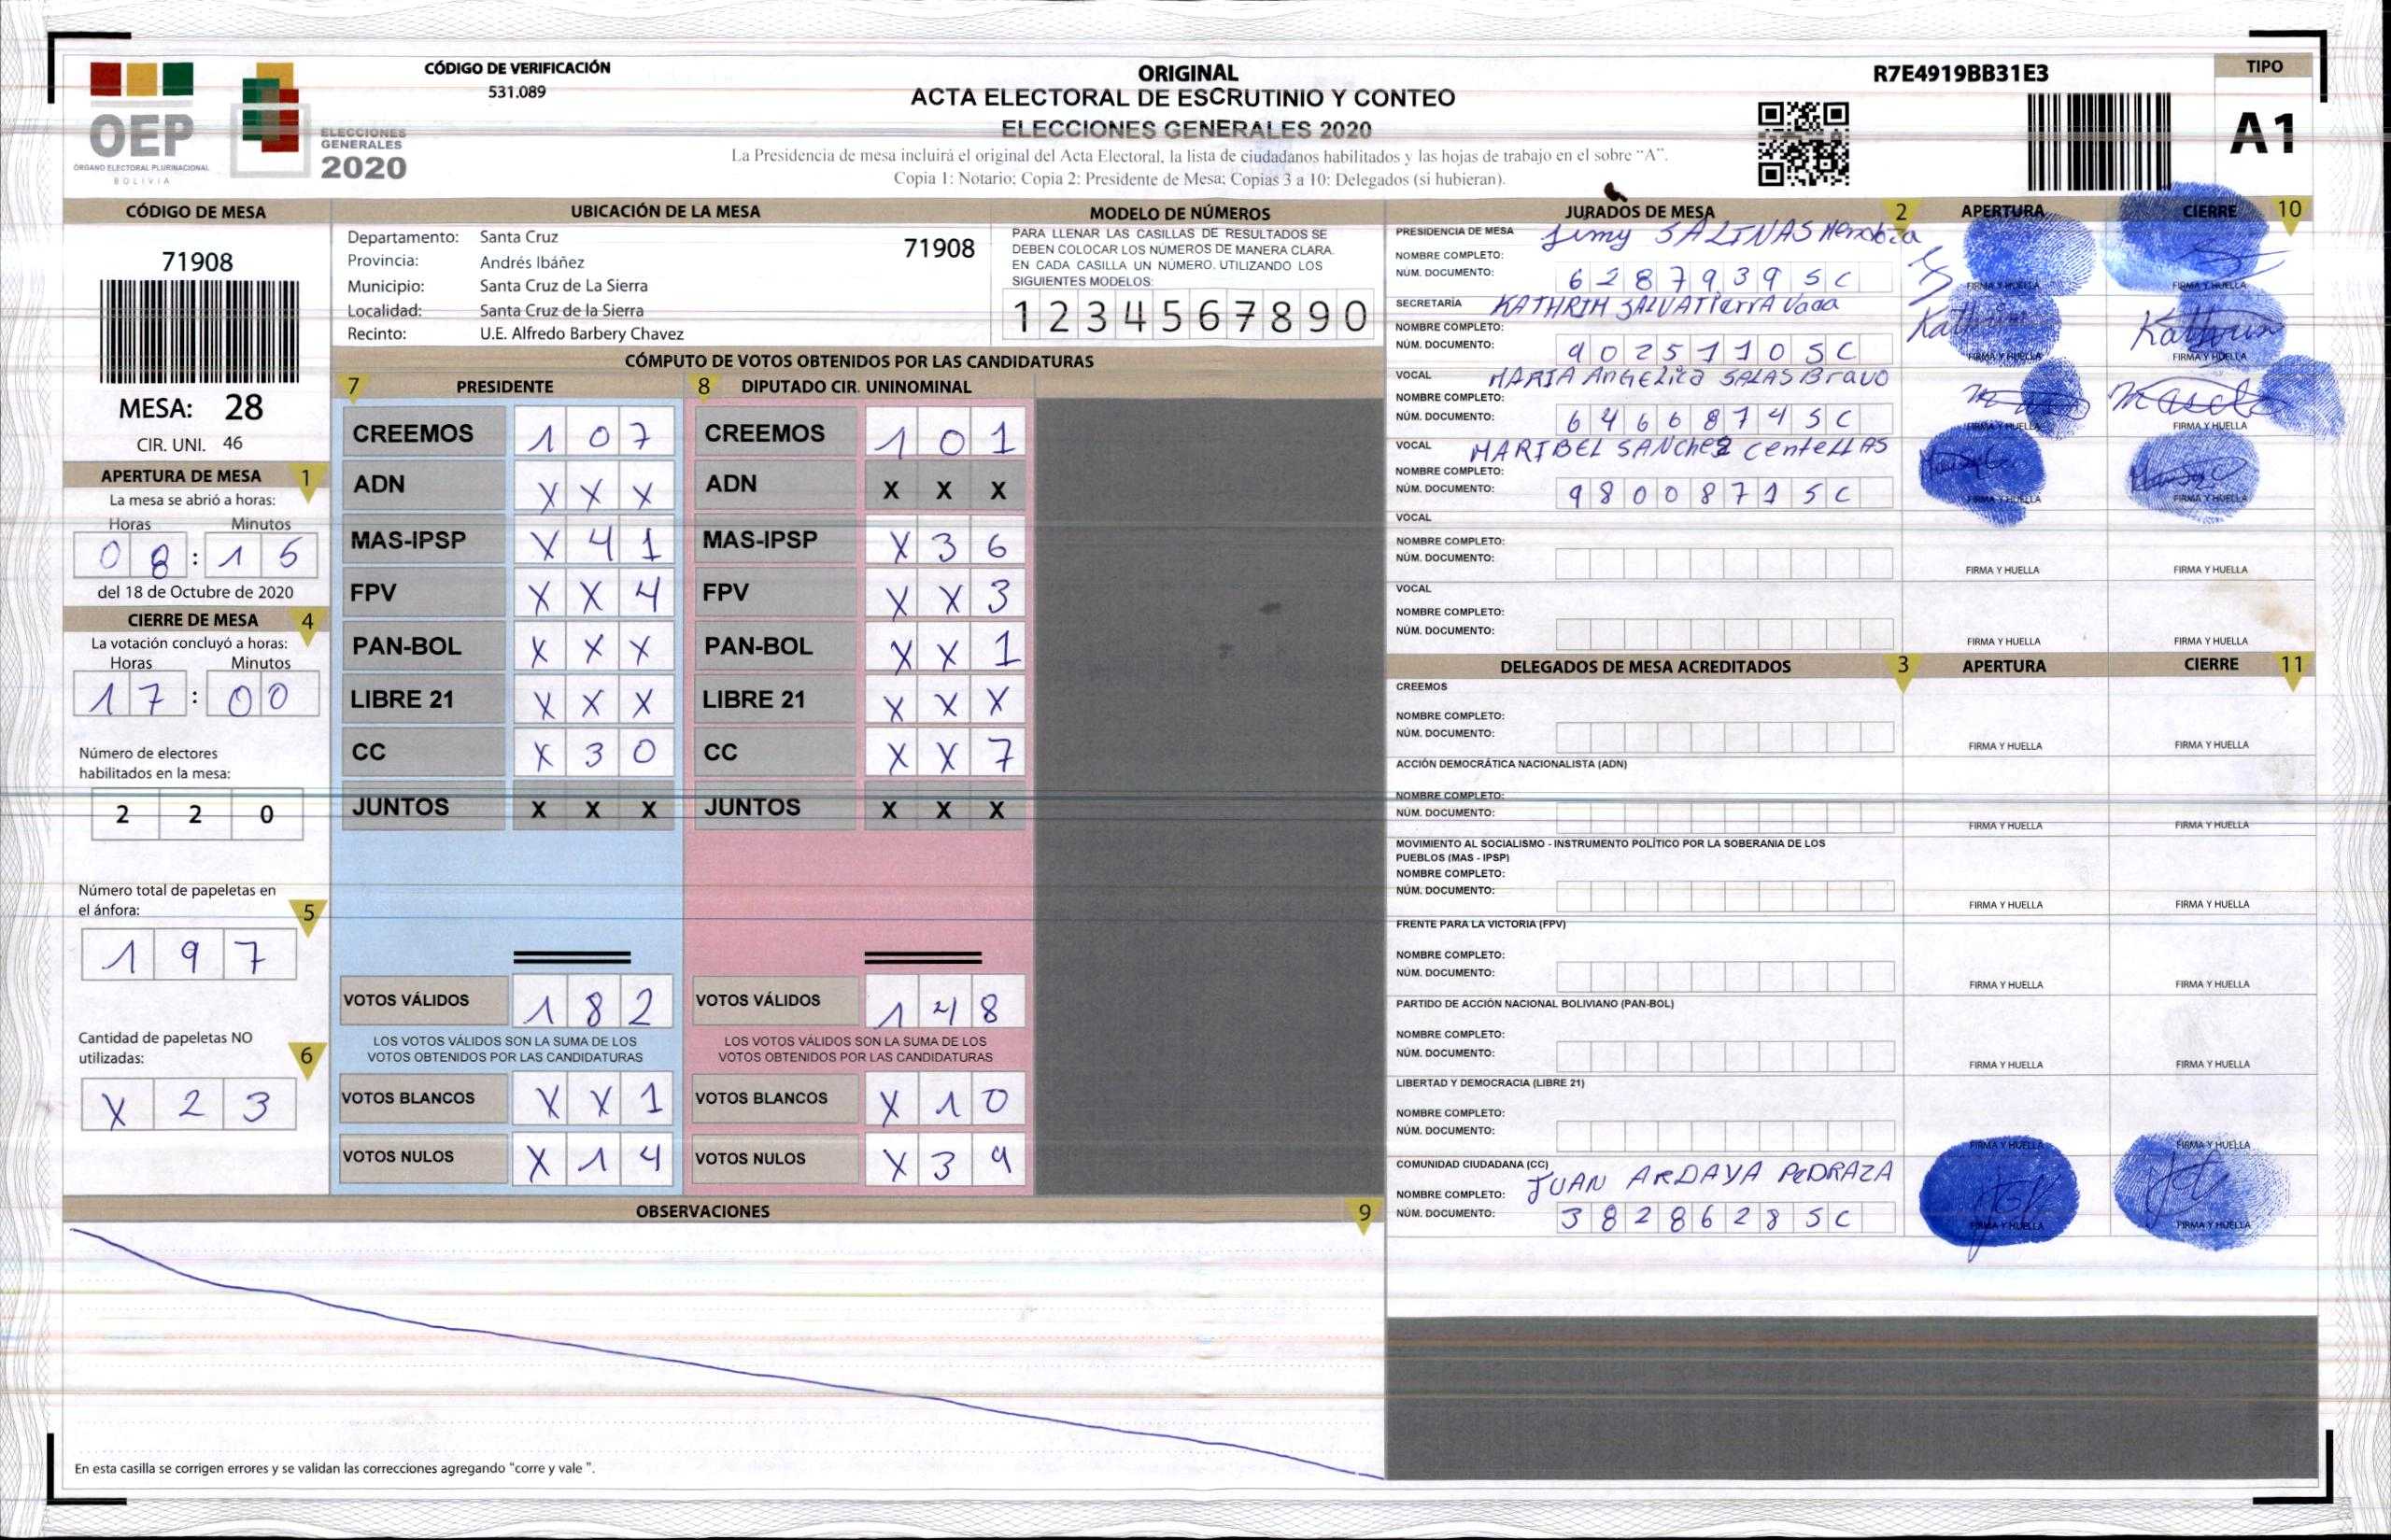 OEP
ÓRGANO ELECTORAL PLURINACIONAL
BOLIVIA
ELECCIONES
GENERALES
2020
CÓDIGO DE VERIFICACIÓN
531.089
ORIGINAL
ACTA ELECTORAL DE ESCRUTINIO Y CONTEO
ELECCIONES GENERALES 2020
La Presidencia de mesa incluirá el original del Acta Electoral, la lista de ciudadanos habilitados y las hojas de trabajo en el sobre "A".
Copia 1: Notario; Copia 2: Presidente de Mesa; Copias 3 a 10: Delegados (si hubieran).
R7E4919BB31E3
TIPO
A1
CÓDIGO DE MESA
71908
MESA: 28
CIR. UNI. 46
APERTURA DE MESA 1
La mesa se abrió a horas:
Horas Minutos
08:15
del 18 de Octubre de 2020
CIERRE DE MESA 4
La votación concluyó a horas:
Horas Minutos
17:00
Número de electores
habilitados en la mesa:
2 2 0
Número total de papeletas en
el ánfora:
5
1 9 7
Cantidad de papeletas NO
utilizadas:
6
X 2 3
UBICACIÓN DE LA MESA
Departamento: Santa Cruz 71908
Provincia: Andrés Ibáñez
Municipio: Santa Cruz de La Sierra
Localidad: Santa Cruz de la Sierra
Recinto: U.E. Alfredo Barbery Chavez
MODELO DE NÚMEROS
PARA LLENAR LAS CASILLAS DE RESULTADOS SE
DEBEN COLOCAR LOS NÚMEROS DE MANERA CLARA.
EN CADA CASILLA UN NÚMERO. UTILIZANDO LOS
SIGUIENTES MODELOS:
1 2 3 4 5 6 7 8 9 0
CÓMPUTO DE VOTOS OBTENIDOS POR LAS CANDIDATURAS
7 PRESIDENTE 8 DIPUTADO CIR. UNINOMINAL
CREEMOS 1 0 7 CREEMOS 1 0 1
ADN X X X ADN X X X
MAS-IPSP X 4 1 MAS-IPSP X 3 6
FPV X X 4 FPV X X 3
PAN-BOL X X X PAN-BOL X X 1
LIBRE 21 X X X LIBRE 21 X X X
CC X 3 0 CC X X 7
JUNTOS X X X JUNTOS X X X
VOTOS VÁLIDOS 1 8 2 VOTOS VÁLIDOS 1 4 8
LOS VOTOS VÁLIDOS SON LA SUMA DE LOS LOS VOTOS VÁLIDOS SON LA SUMA DE LOS
VOTOS OBTENIDOS POR LAS CANDIDATURAS VOTOS OBTENIDOS POR LAS CANDIDATURAS
VOTOS BLANCOS X X 1 VOTOS BLANCOS X 1 0
VOTOS NULOS X 1 4 VOTOS NULOS X 3 9
OBSERVACIONES 9
En esta casilla se corrigen errores y se validan las correcciones agregando "corre y vale ".
JURADOS DE MESA 2 APERTURA CIERRE 10
PRESIDENCIA DE MESA
Jimy SALINAS
NOMBRE COMPLETO:
NÚM. DOCUMENTO: 6 2 8 7 9 3 9 S C
FIRMA Y HUELLA FIRMA Y HUELLA
SECRETARÍA
KATHRIN SALVATIERRA Vaca
NOMBRE COMPLETO:
NÚM. DOCUMENTO: 9 0 2 5 1 1 0 S C
Kathrin Kathrin
FIRMA Y HUELLA FIRMA Y HUELLA
VOCAL
MARIA AngElica SALAS Bravo
NOMBRE COMPLETO:
NÚM. DOCUMENTO: 6 4 6 6 8 7 4 S C
FIRMA Y HUELLA FIRMA Y HUELLA
VOCAL
MARIBEL SANchez CentELLAS
NOMBRE COMPLETO:
NÚM. DOCUMENTO: 9 8 0 0 8 7 1 S C
FIRMA Y HUELLA FIRMA Y HUELLA
VOCAL
NOMBRE COMPLETO:
NÚM. DOCUMENTO:
FIRMA Y HUELLA FIRMA Y HUELLA
VOCAL
NOMBRE COMPLETO:
NÚM. DOCUMENTO:
FIRMA Y HUELLA FIRMA Y HUELLA
DELEGADOS DE MESA ACREDITADOS 3 APERTURA CIERRE 11
CREEMOS
NOMBRE COMPLETO:
NÚM. DOCUMENTO:
FIRMA Y HUELLA FIRMA Y HUELLA
ACCIÓN DEMOCRÁTICA NACIONALISTA (ADN)
NOMBRE COMPLETO:
NÚM. DOCUMENTO:
FIRMA Y HUELLA FIRMA Y HUELLA
MOVIMIENTO AL SOCIALISMO - INSTRUMENTO POLÍTICO POR LA SOBERANIA DE LOS
PUEBLOS (MAS - IPSP)
NOMBRE COMPLETO:
NÚM. DOCUMENTO:
FIRMA Y HUELLA FIRMA Y HUELLA
FRENTE PARA LA VICTORIA (FPV)
NOMBRE COMPLETO:
NÚM. DOCUMENTO:
FIRMA Y HUELLA FIRMA Y HUELLA
PARTIDO DE ACCIÓN NACIONAL BOLIVIANO (PAN-BOL)
NOMBRE COMPLETO:
NÚM. DOCUMENTO:
FIRMA Y HUELLA FIRMA Y HUELLA
LIBERTAD Y DEMOCRACIA (LIBRE 21)
NOMBRE COMPLETO:
NÚM. DOCUMENTO:
FIRMA Y HUELLA FIRMA Y HUELLA
COMUNIDAD CIUDADANA (CC)
JUAN ARDAYA PEDRAZA
NOMBRE COMPLETO:
NÚM. DOCUMENTO: 3 8 2 8 6 2 8 S C
FIRMA Y HUELLA FIRMA Y HUELLA